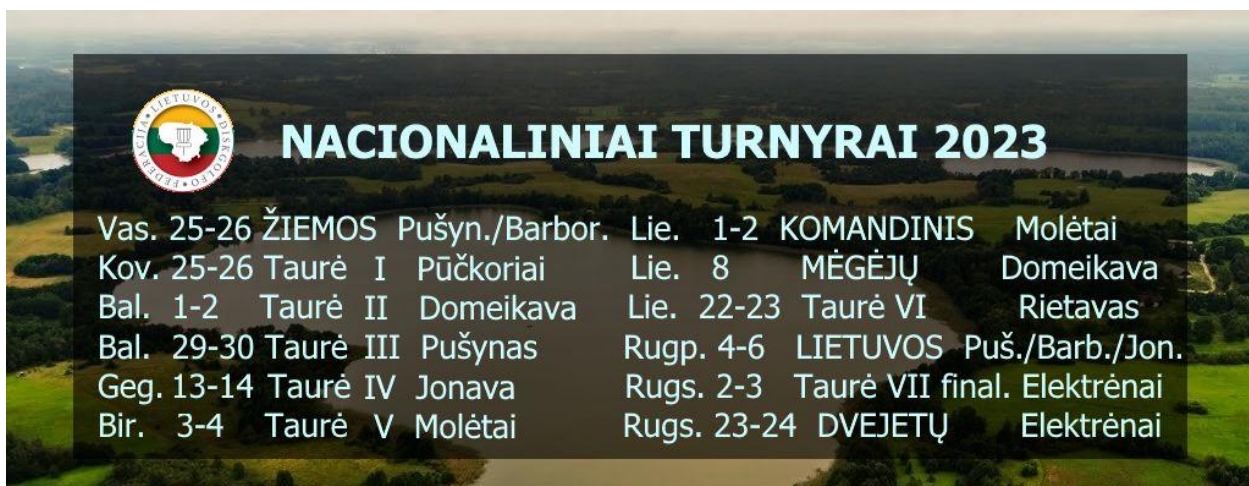 LIETUVOS DISKGOLFO FEDERACIJA
NACIONALINIAI TURNYRAI 2023
Vas. 25-26 ŽIEMOS Pušyn./Barbor.
Kov. 25-26 Taurė I Pūčkoriai
Bal. 1-2 Taurė II Domeikava
Bal. 29-30 Taurė III Pušynas
Geg. 13-14 Taurė IV Jonava
Bir. 3-4 Taurė V Molėtai
Lie. 1-2 KOMANDINIS Molėtai
Lie. 8 MĖGĖJŲ Domeikava
Lie. 22-23 Taurė VI Rietavas
Rugp. 4-6 LIETUVOS Puš./Barb./Jon.
Rugs. 2-3 Taurė VII final. Elektrėnai
Rugs. 23-24 DVEJETŲ Elektrėnai